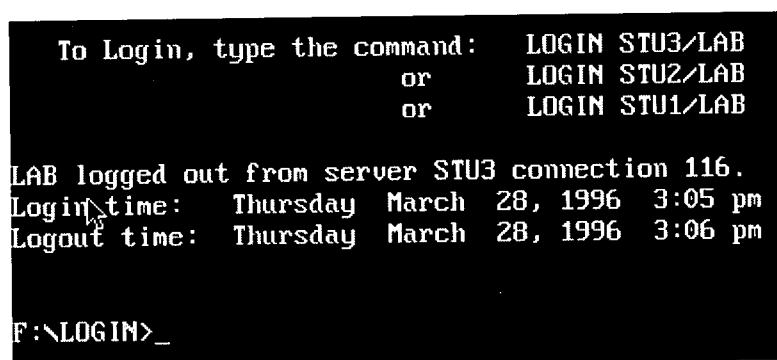 To Login, type the command: LOGIN STU3/LAB
or LOGIN STU2/LAB
or LOGIN STU1/LAB
LAB logged out from server STU3 connection 116.
Login time: Thursday March 28, 1996 3:05 pm
Logout time: Thursday March 28, 1996 3:06 pm
F:\LOGIN>_